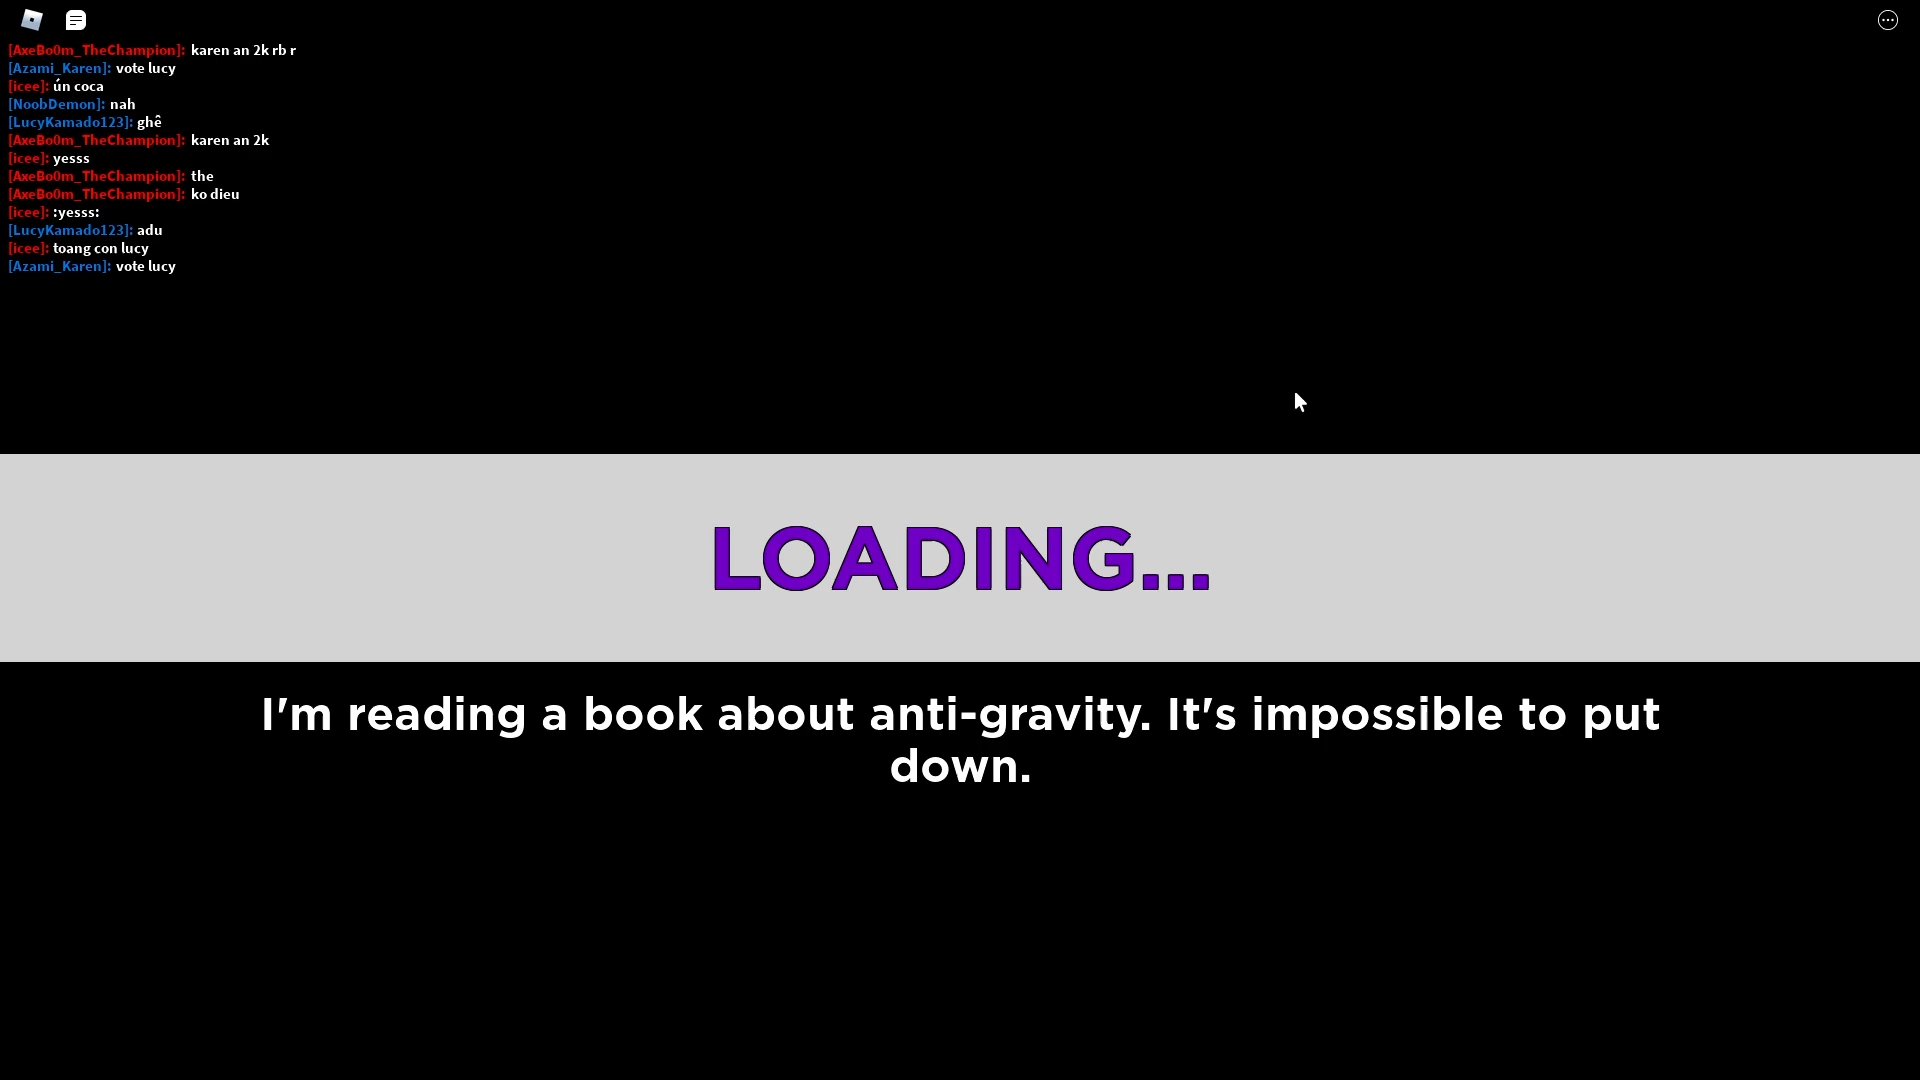 [AxeBo0m_TheChampion]: karen an 2k rb r
[Azami_Karen]: vote lucy
[icee]: ún coca
[NoobDemon]: nah
[LucyKamado123]: ghê
[AxeBo0m_TheChampion]: karen an 2k
[icee]: yesss
[AxeBo0m_TheChampion]: the
[AxeBo0m_TheChampion]: ko dieu
[icee]: :yesss:
[LucyKamado123]: adu
[icee]: toang con lucy
[Azami_Karen]: vote lucy
LOADING...
I'm reading a book about anti-gravity. It's impossible to put
down.